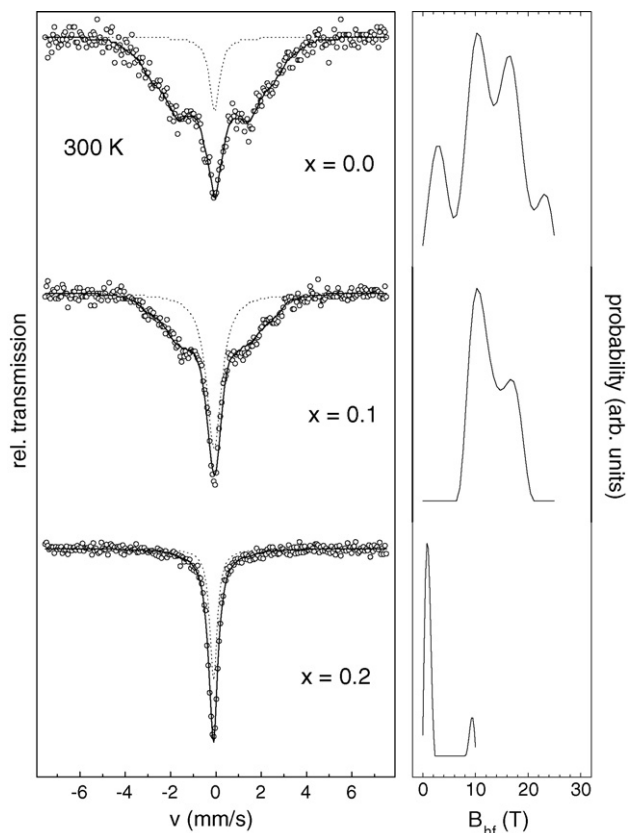 300 K
x = 0.0
x = 0.1
x = 0.2
rel. transmission
probability (arb. units)
-6 -4 -2 0 2 4 6
v (mm/s)
0 10 20 30
B_hf (T)